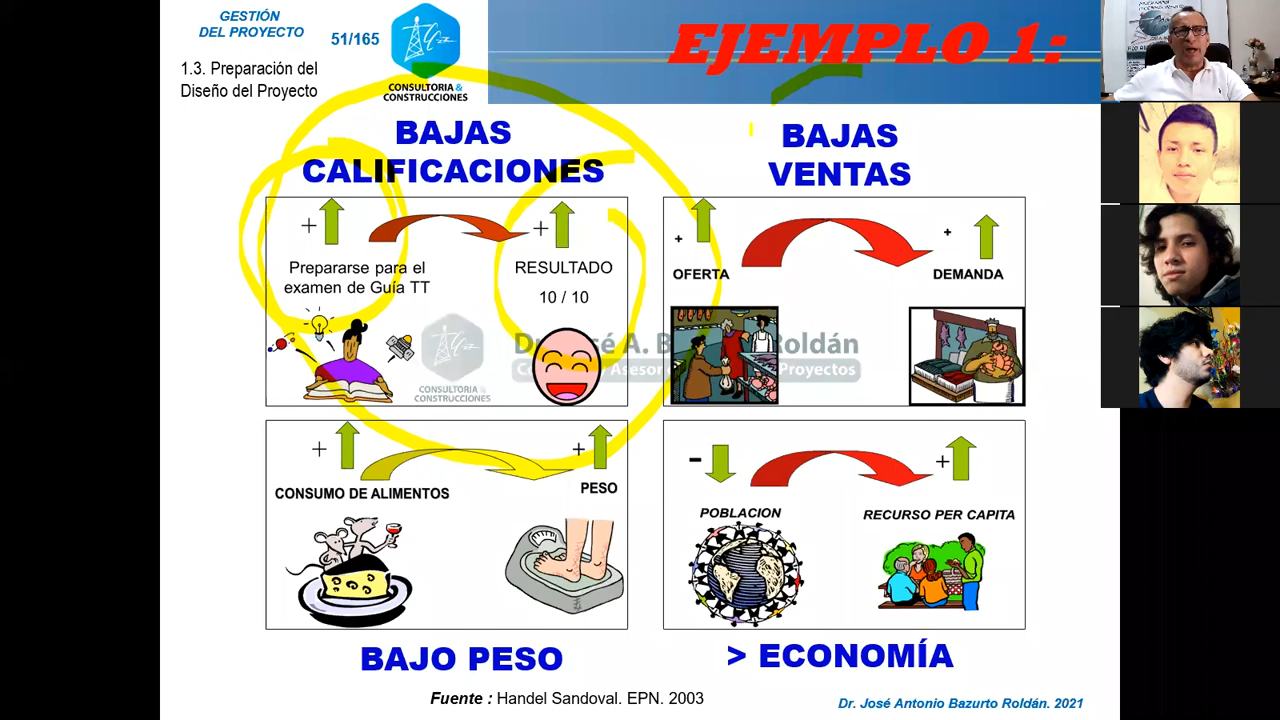 GESTIÓN
DEL PROYECTO
51/165
1.3. Preparación del
Diseño del Proyecto
CONSULTORIA &
CONSTRUCCIONES
EJEMPLO 1:
BAJAS
CALIFICACIONES
BAJAS
VENTAS
+
+
Prepararse para el
examen de Guía TT
RESULTADO
10 / 10
+
+
OFERTA
DEMANDA
CONSULTORIA &
CONSTRUCCIONES
Roldán
Proyectos
+
+
CONSUMO DE ALIMENTOS
PESO
-
+
POBLACION
RECURSO PER CAPITA
BAJO PESO
> ECONOMÍA
Fuente : Handel Sandoval. EPN. 2003
Dr. José Antonio Bazurto Roldán. 2021